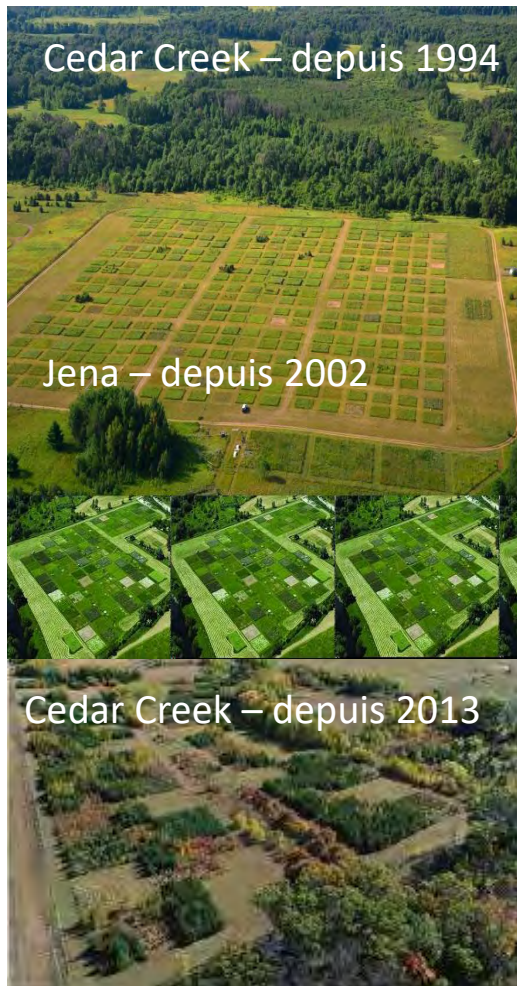 Cedar Creek – depuis 1994
Jena – depuis 2002
Cedar Creek – depuis 2013